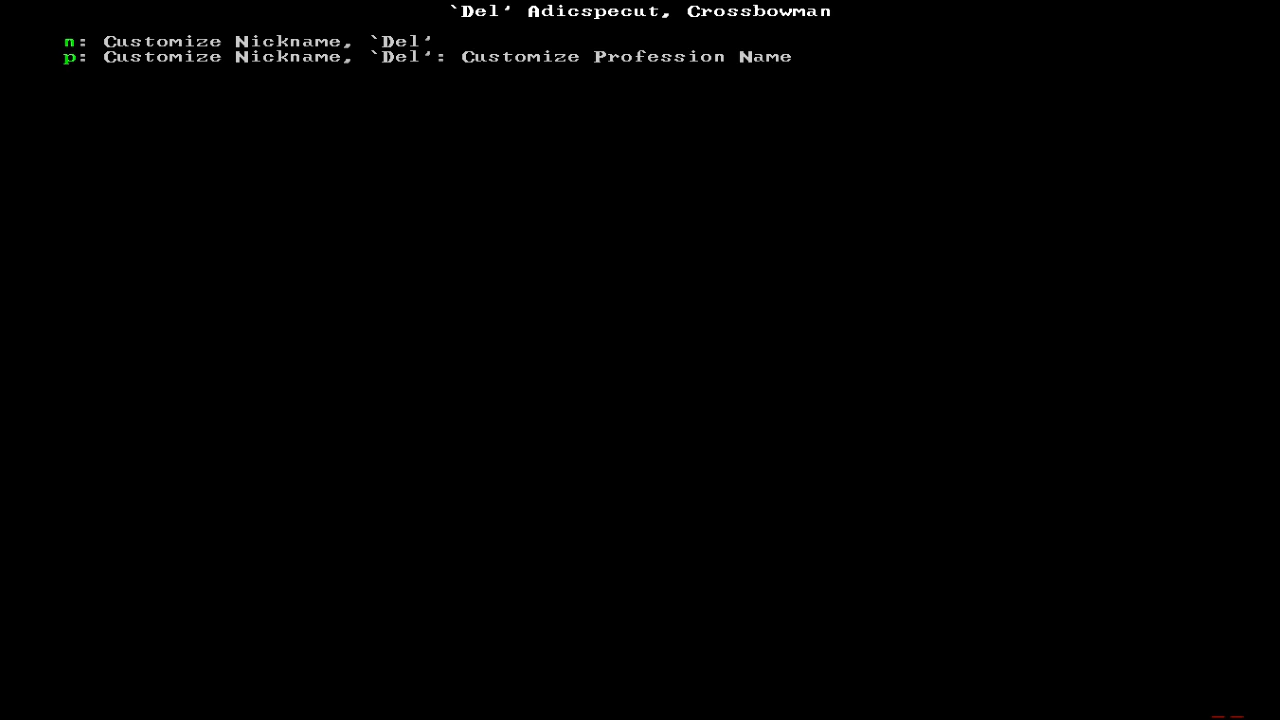 `Del' Adicspecut, Crossbowman
n: Customize Nickname, `Del'
p: Customize Nickname, `Del': Customize Profession Name